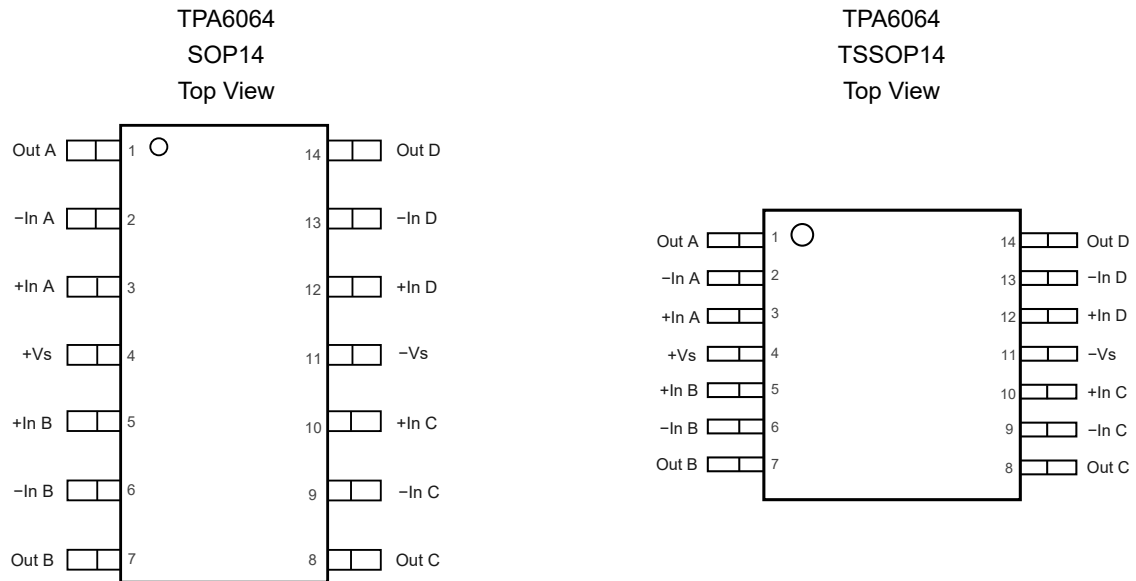 TPA6064
SOP14
Top View
Out A 1 14 Out D
−In A 2 13 −In D
+In A 3 12 +In D
+Vs 4 11 −Vs
+In B 5 10 +In C
−In B 6 9 −In C
Out B 7 8 Out C
TPA6064
TSSOP14
Top View
Out A 1 14 Out D
−In A 2 13 −In D
+In A 3 12 +In D
+Vs 4 11 −Vs
+In B 5 10 +In C
−In B 6 9 −In C
Out B 7 8 Out C